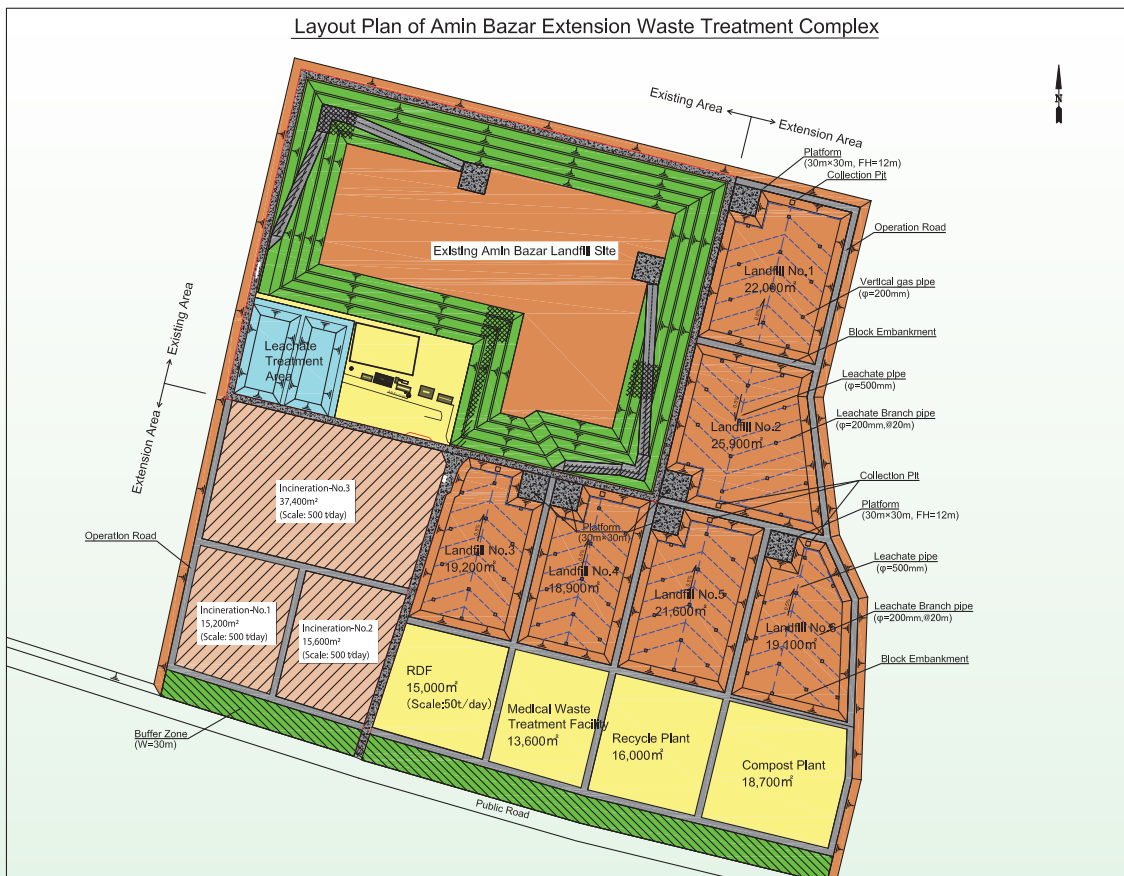 Layout Plan of Amin Bazar Extension Waste Treatment Complex
Existing Area
Extension Area
N
Platform
(30m×30m, FH=12m)
Collection Pit
Operation Road
Existing Amin Bazar Landfill Site
Landfill No.1
22,000㎡
Vertical gas pipe
(φ=200mm)
Block Embankment
Existing Area
Extension Area
Leachate
Treatment
Area
Leachate pipe
(φ=500mm)
Landfill No.2
25,900㎡
Leachate Branch pipe
(φ=200mm,@20m)
Collection Pit
Platform
(30m×30m, FH=12m)
Incineration-No.3
37,400m²
(Scale: 500 t/day)
Platform
(30m×30m)
Operation Road
Landfill No.3
19,200㎡
Landfill No.4
18,900㎡
Landfill No.5
21,600㎡
Landfill No.6
19,100㎡
Leachate pipe
(φ=500mm)
Leachate Branch pipe
(φ=200mm,@20m)
Block Embankment
Incineration-No.1
15,200m²
(Scale: 500 t/day)
Incineration-No.2
15,600m²
(Scale: 500 t/day)
RDF
15,000㎡
(Scale;50t/day)
Medical Waste
Treatment Facility
13,600㎡
Recycle Plant
16,000㎡
Compost Plant
18,700㎡
Buffer Zone
(W=30m)
Public Road